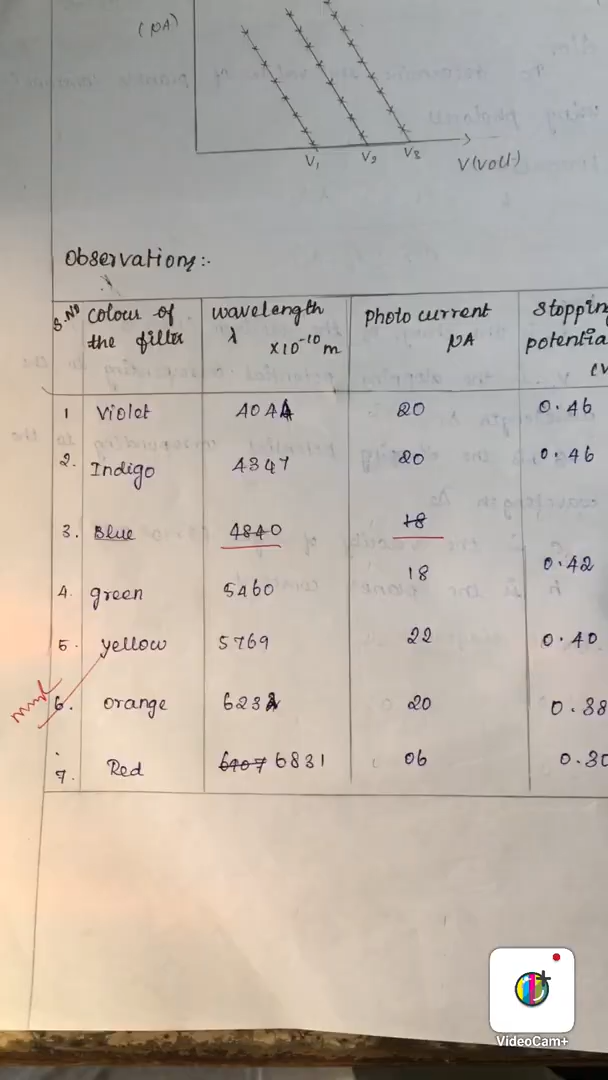 (μA)
V₁ V₂ V₃
V(volt)
Observations:-
S.No colour of the filter wavelength λ ×10⁻¹⁰ m Photo current μA Stopping potentia (V
1 Violet 4044 20 0.46
2. Indigo 4347 20 0.46
3. Blue 4840 18
4. green 5460 18 0.42
5. yellow 5769 22 0.40
6. orange 6232 20 0.38
7. Red 6907 6831 06 0.30
VideoCam+